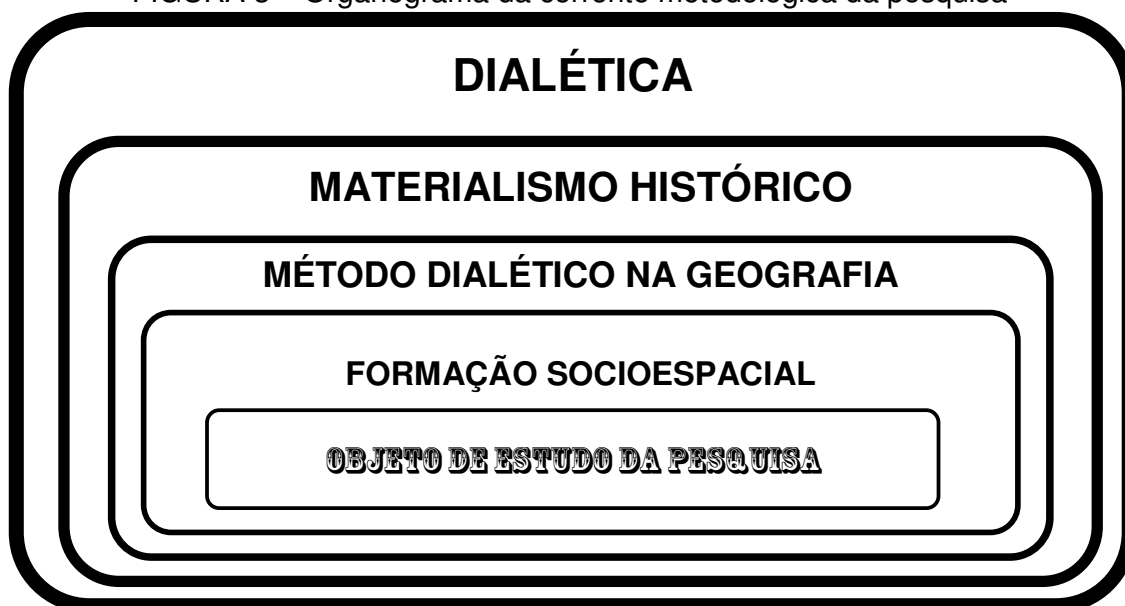 Organograma da corrente metodológica da pesquisa
DIALÉTICA
MATERIALISMO HISTÓRICO
MÉTODO DIALÉTICO NA GEOGRAFIA
FORMAÇÃO SOCIOESPACIAL
OBJETO DE ESTUDO DA PESQUISA